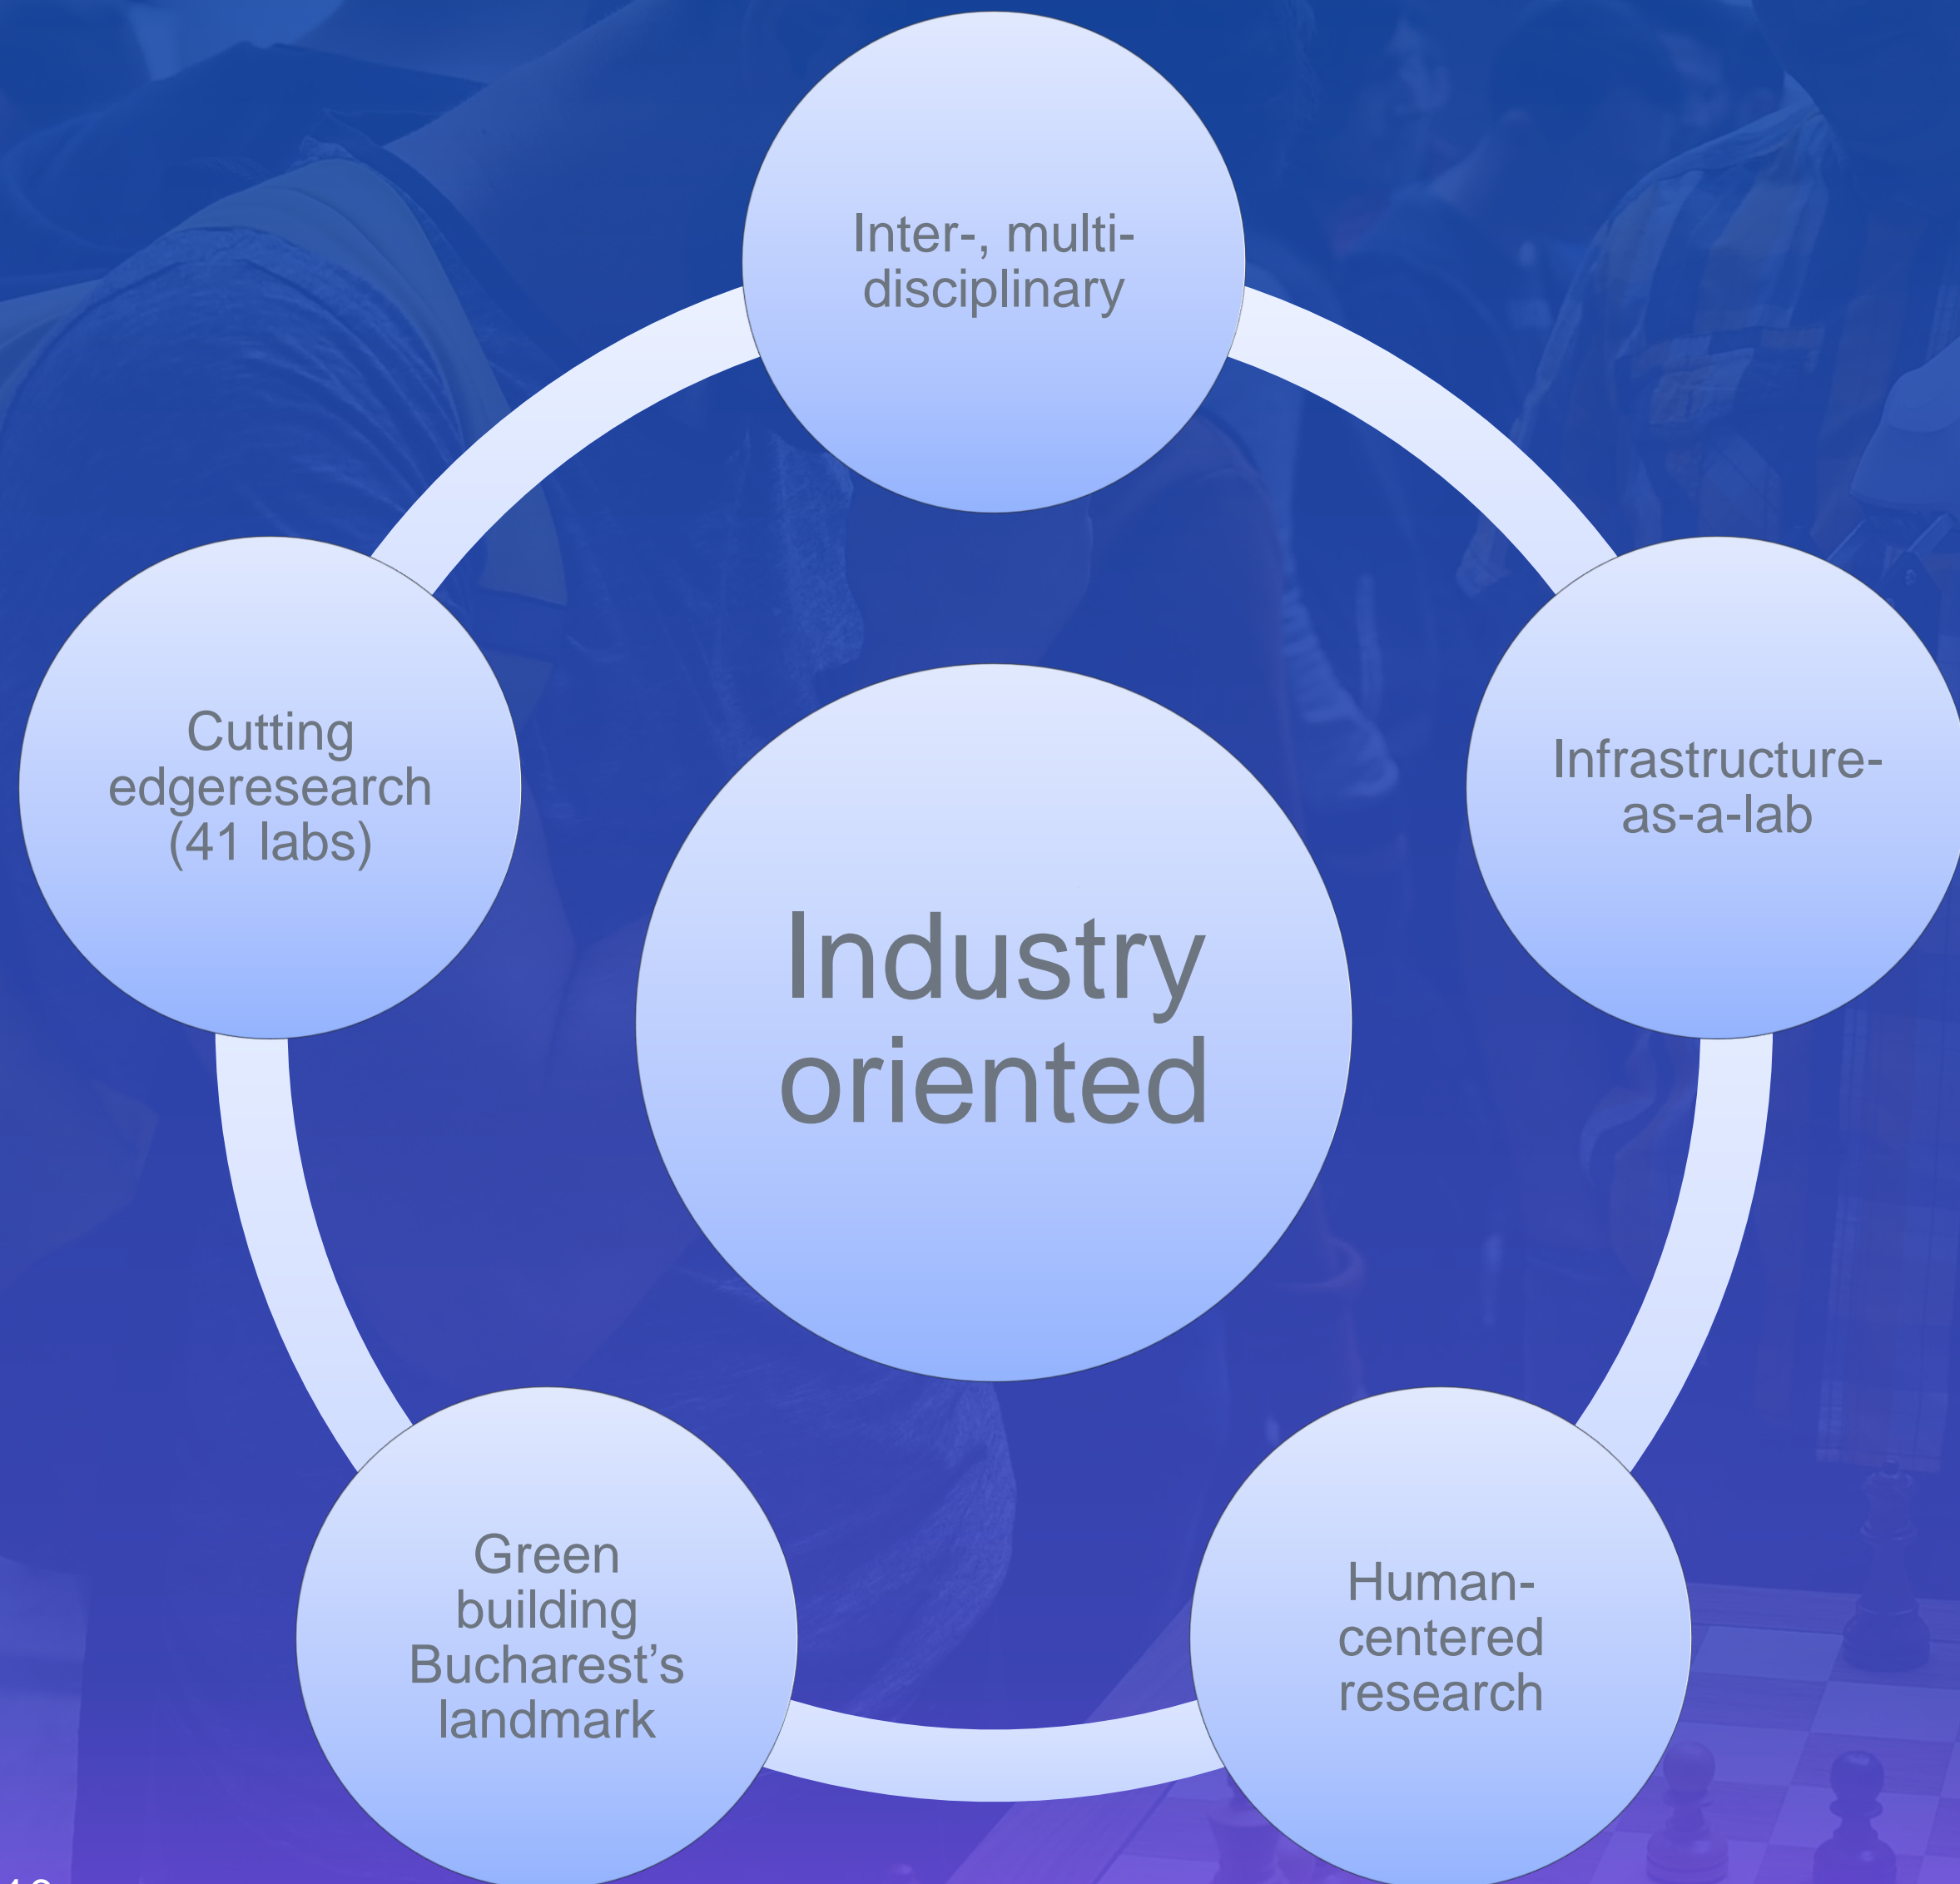 Inter-, multi-
disciplinary
Cutting
edgeresearch
(41 labs)
Infrastructure-
as-a-lab
Industry
oriented
Green
building
Bucharest’s
landmark
Human-
centered
research